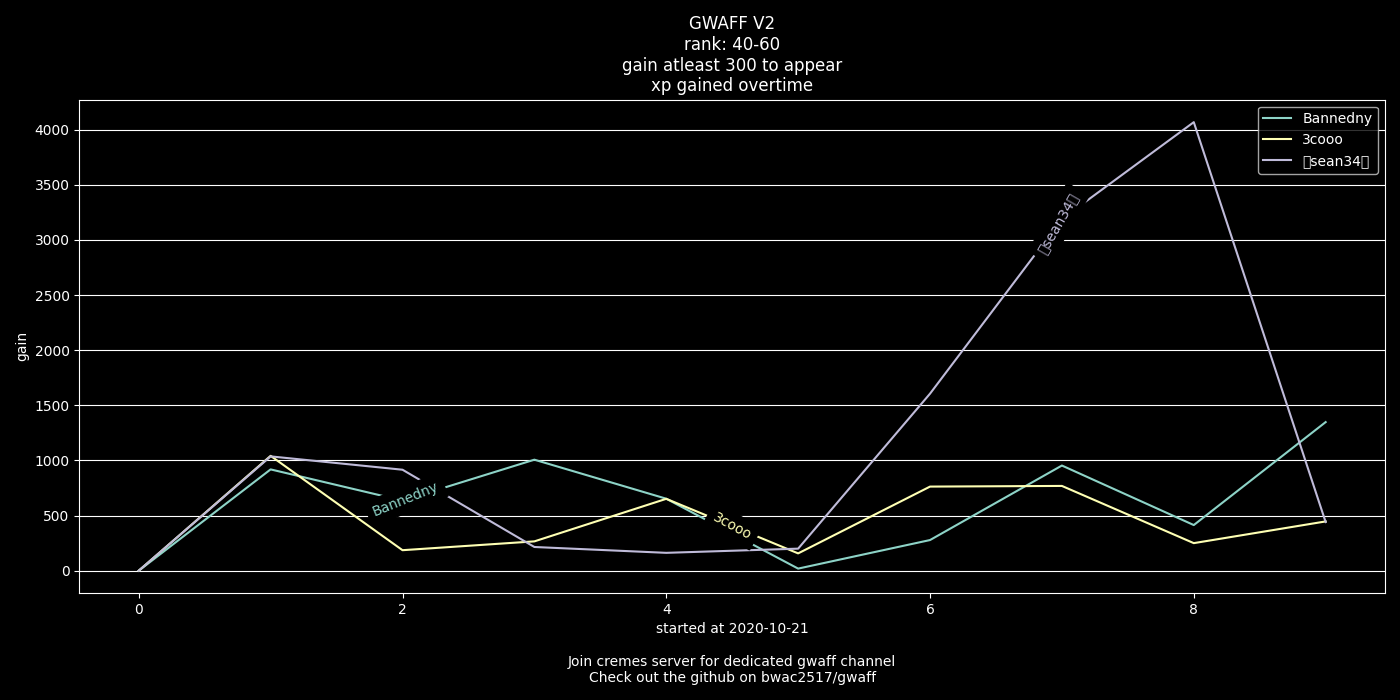 GWAFF V2
rank: 40-60
gain atleast 300 to appear
xp gained overtime
Bannedny
3cooo
sean34
4000
3500
3000
2500
2000
1500
1000
500
0
gain
sean34
Bannedny
3cooo
0 2 4 6 8
started at 2020-10-21
Join cremes server for dedicated gwaff channel
Check out the github on bwac2517/gwaff